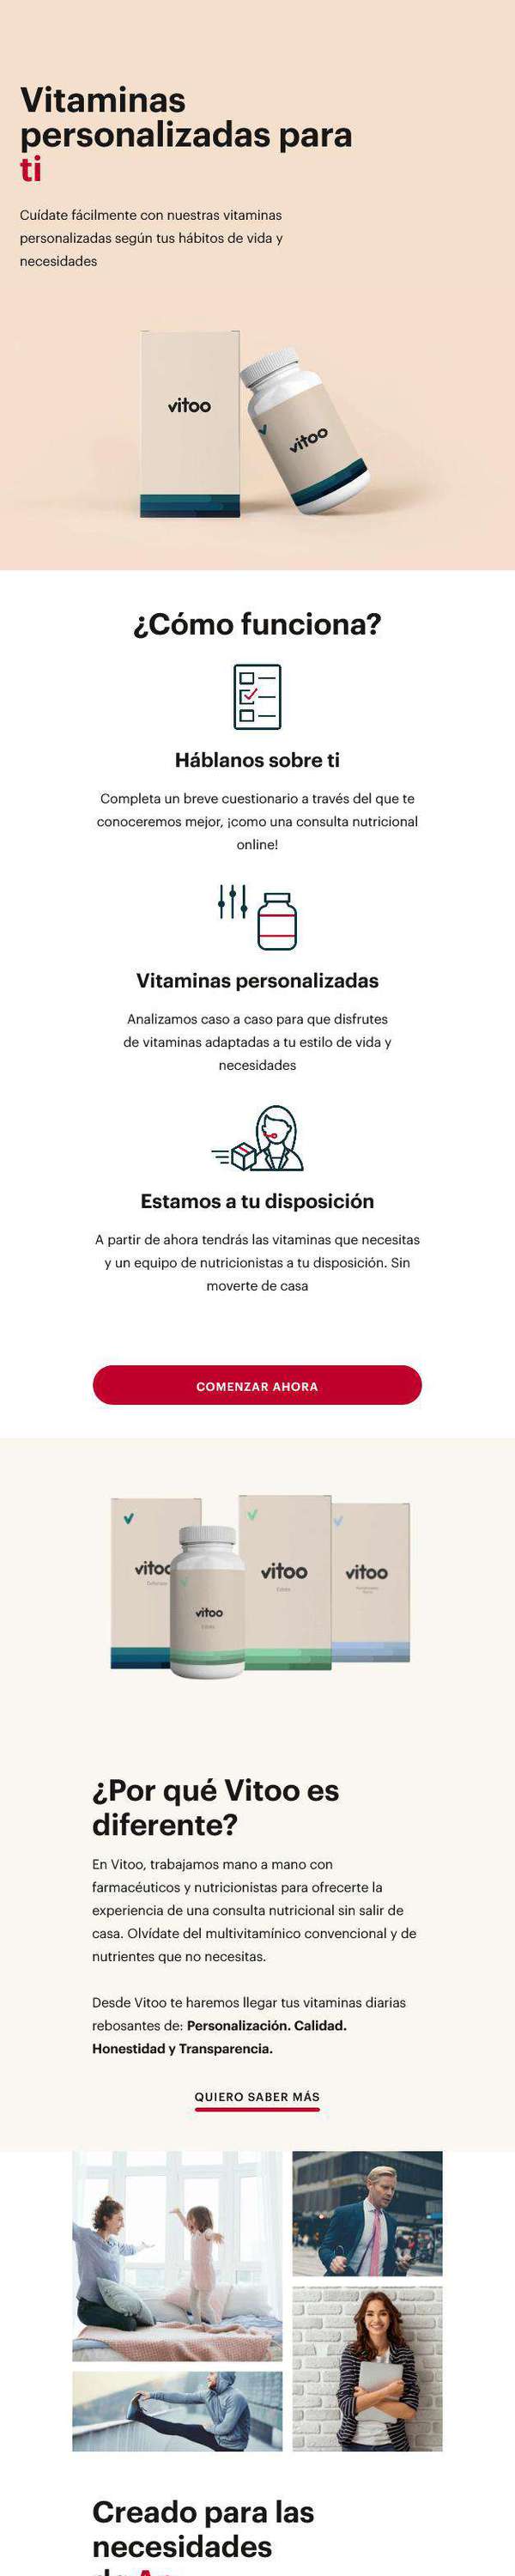 Vitaminas
personalizadas para
ti
Cuídate fácilmente con nuestras vitaminas
personalizadas según tus hábitos de vida y
necesidades
vitoo
vitoo
¿Cómo funciona?
Háblanos sobre ti
Completa un breve cuestionario a través del que te
conoceremos mejor, ¡como una consulta nutricional
online!
Vitaminas personalizadas
Analizamos caso a caso para que disfrutes
de vitaminas adaptadas a tu estilo de vida y
necesidades
Estamos a tu disposición
A partir de ahora tendrás las vitaminas que necesitas
y un equipo de nutricionistas a tu disposición. Sin
moverte de casa
COMENZAR AHORA
vitoo
vitoo
vitoo
vitoo
¿Por qué Vitoo es
diferente?
En Vitoo, trabajamos mano a mano con
farmacéuticos y nutricionistas para ofrecerte la
experiencia de una consulta nutricional sin salir de
casa. Olvídate del multivitamínico convencional y de
nutrientes que no necesitas.
Desde Vitoo te haremos llegar tus vitaminas diarias
rebosantes de: Personalización. Calidad.
Honestidad y Transparencia.
QUIERO SABER MÁS
Creado para las
necesidades